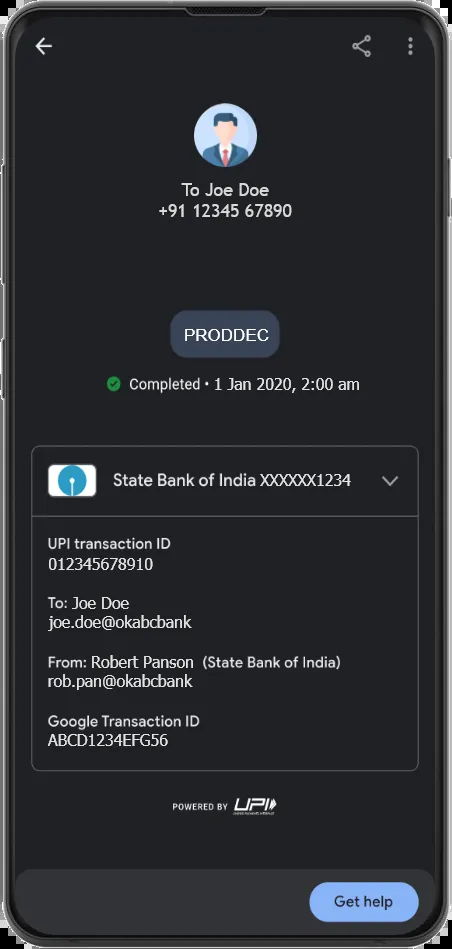 To Joe Doe
+91 12345 67890
PRODDEC
Completed • 1 Jan 2020, 2:00 am
State Bank of India XXXXXX1234
UPI transaction ID
012345678910
To: Joe Doe
joe.doe@okabcbank
From: Robert Panson (State Bank of India)
rob.pan@okabcbank
Google Transaction ID
ABCD1234EFG56
POWERED BY UPI
Get help